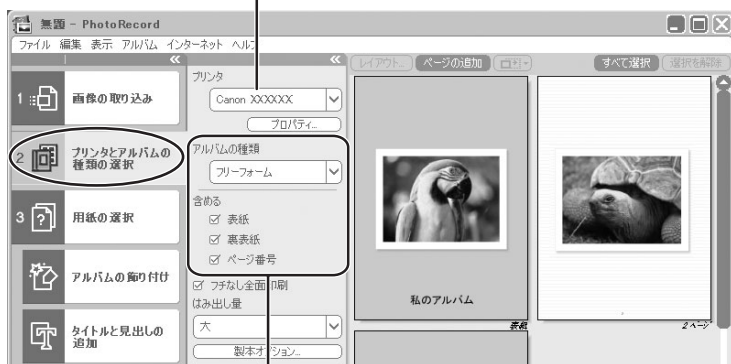 無題 - PhotoRecord
ファイル 編集 表示 アルバム インターネット ヘルプ
レイアウト... ページの追加 すべて選択 選択を解除
1 画像の取り込み
2 プリンタとアルバムの
種類の選択
3 用紙の選択
アルバムの飾り付け
タイトルと見出しの
追加
プリンタ
Canon XXXXXX
プロパティ...
アルバムの種類
フリーフォーム
含める
表紙
裏表紙
ページ番号
フチなし全面印刷
はみ出し量
大
製本オプション...
私のアルバム
表紙
2 ページ